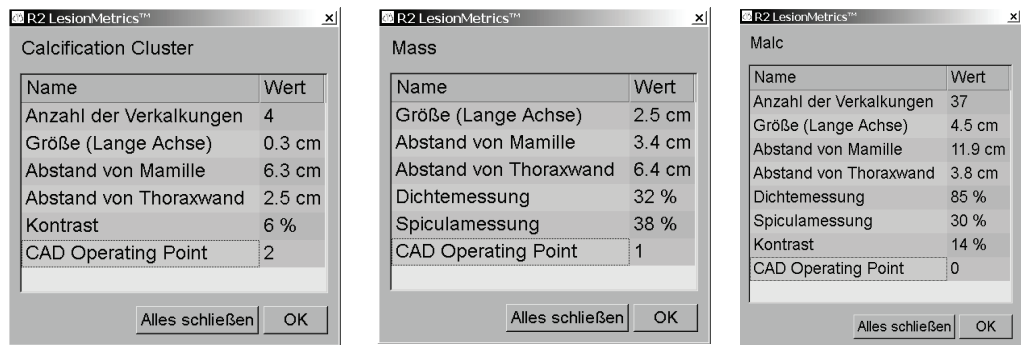 R2 LesionMetrics™
Calcification Cluster
Name Wert
Anzahl der Verkalkungen 4
Größe (Lange Achse) 0.3 cm
Abstand von Mamille 6.3 cm
Abstand von Thoraxwand 2.5 cm
Kontrast 6 %
CAD Operating Point 2
Alles schließen OK
R2 LesionMetrics™
Mass
Name Wert
Größe (Lange Achse) 2.5 cm
Abstand von Mamille 3.4 cm
Abstand von Thoraxwand 6.4 cm
Dichtemessung 32 %
Spiculamessung 38 %
CAD Operating Point 1
Alles schließen OK
R2 LesionMetrics™
Malc
Name Wert
Anzahl der Verkalkungen 37
Größe (Lange Achse) 4.5 cm
Abstand von Mamille 11.9 cm
Abstand von Thoraxwand 3.8 cm
Dichtemessung 85 %
Spiculamessung 30 %
Kontrast 14 %
CAD Operating Point 0
Alles schließen OK